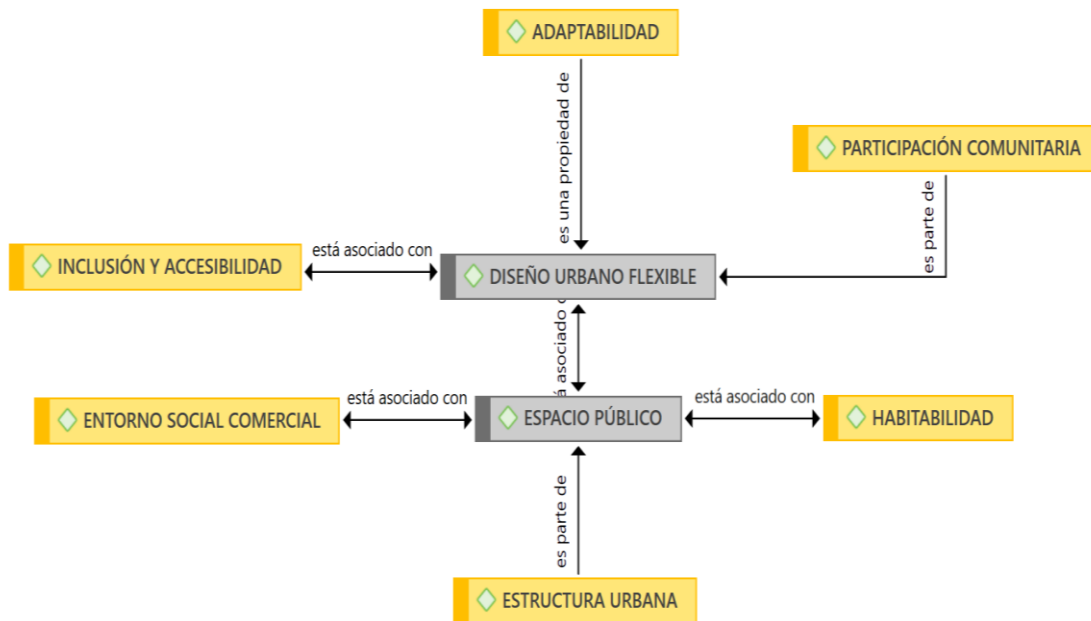 ADAPTABILIDAD
es una propiedad de
PARTICIPACIÓN COMUNITARIA
es parte de
INCLUSIÓN Y ACCESIBILIDAD
está asociado con
DISEÑO URBANO FLEXIBLE
asociado
ENTORNO SOCIAL COMERCIAL
está asociado con
ESPACIO PÚBLICO
está asociado con
HABITABILIDAD
es parte de
ESTRUCTURA URBANA